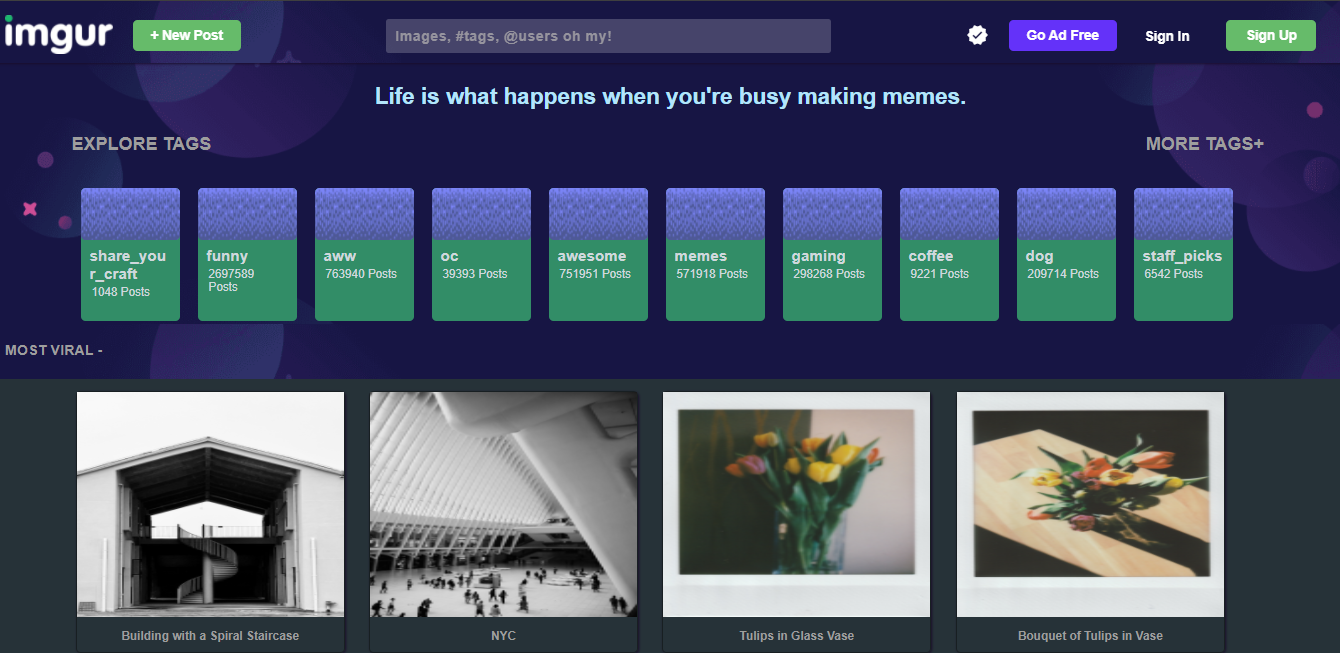 imgur
+ New Post
Images, #tags, @users oh my!
Go Ad Free
Sign In
Sign Up
Life is what happens when you're busy making memes.
EXPLORE TAGS
MORE TAGS+
share_you
r_craft
1048 Posts
funny
2697589
Posts
aww
763940 Posts
oc
39393 Posts
awesome
751951 Posts
memes
571918 Posts
gaming
298268 Posts
coffee
9221 Posts
dog
209714 Posts
staff_picks
6542 Posts
MOST VIRAL -
Building with a Spiral Staircase
NYC
Tulips in Glass Vase
Bouquet of Tulips in Vase